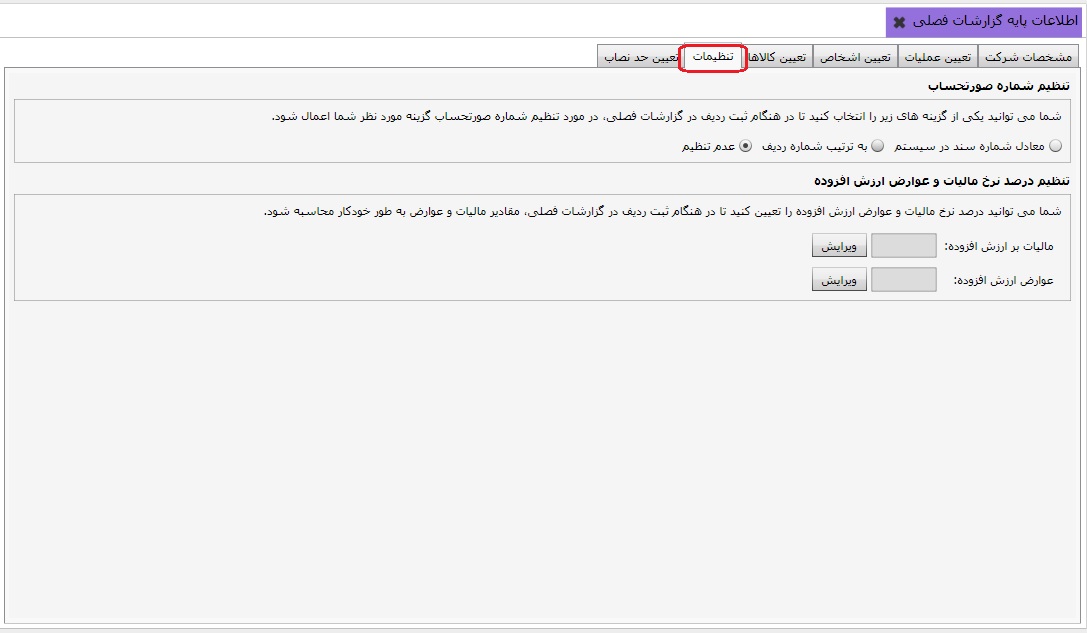 اطلاعات پایه گزارشات فصلی
مشخصات شرکت تعیین عملیات تعیین اشخاص تعیین کالاها تنظیمات تعیین حد نصاب
تنظیم شماره صورتحساب
شما می توانید یکی از گزینه های زیر را انتخاب کنید تا در هنگام ثبت ردیف در گزارشات فصلی، در مورد تنظیم شماره صورتحساب گزینه مورد نظر شما اعمال شود.
معادل شماره سند در سیستم به ترتیب شماره ردیف عدم تنظیم
تنظیم درصد نرخ مالیات و عوارض ارزش افزوده
شما می توانید درصد نرخ مالیات و عوارض ارزش افزوده را تعیین کنید تا در هنگام ثبت ردیف در گزارشات فصلی، مقادیر مالیات و عوارض به طور خودکار محاسبه شود.
مالیات بر ارزش افزوده: ویرایش
عوارض ارزش افزوده: ویرایش